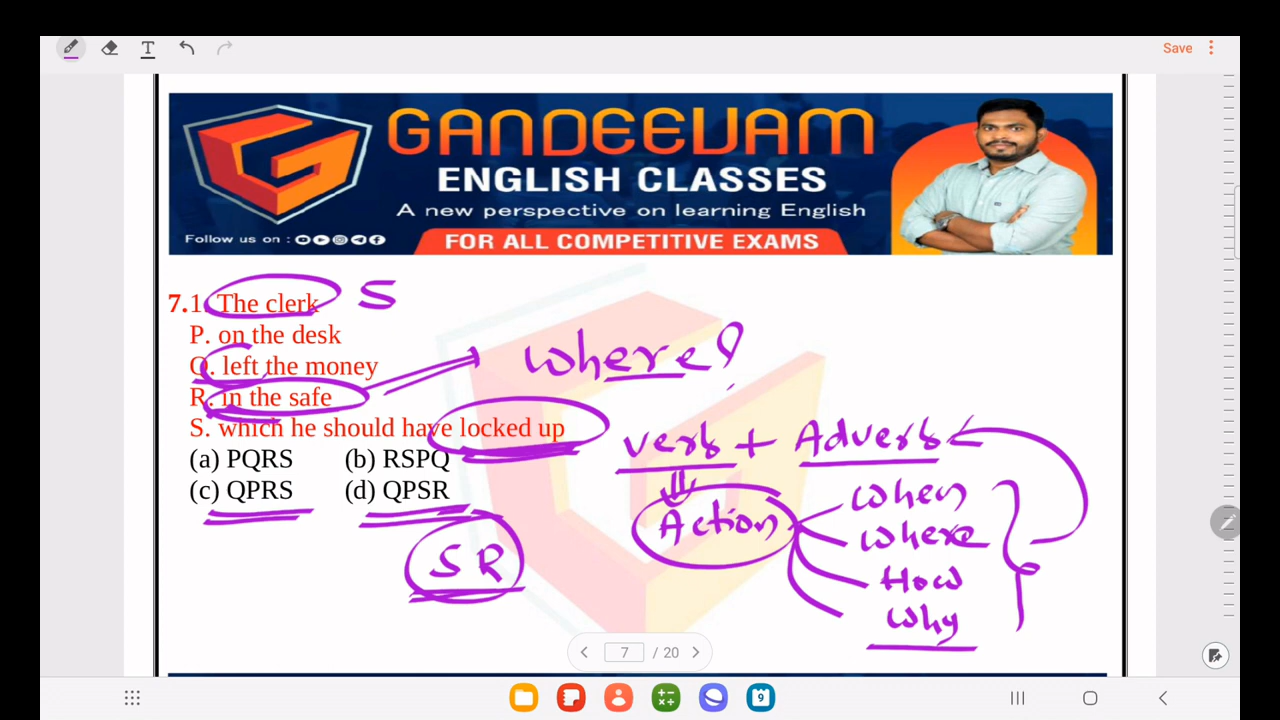 Save
GANDEEVAM
ENGLISH CLASSES
A new perspective on learning English
Follow us on :
FOR ALL COMPETITIVE EXAMS
7.1. The clerk S
P. on the desk
Q. left the money where?
R. in the safe
S. which he should have locked up
verb + Adverb
(a) PQRS (b) RSPQ
(c) QPRS (d) QPSR
Action
when
where
How
why
SR
7 / 20
9